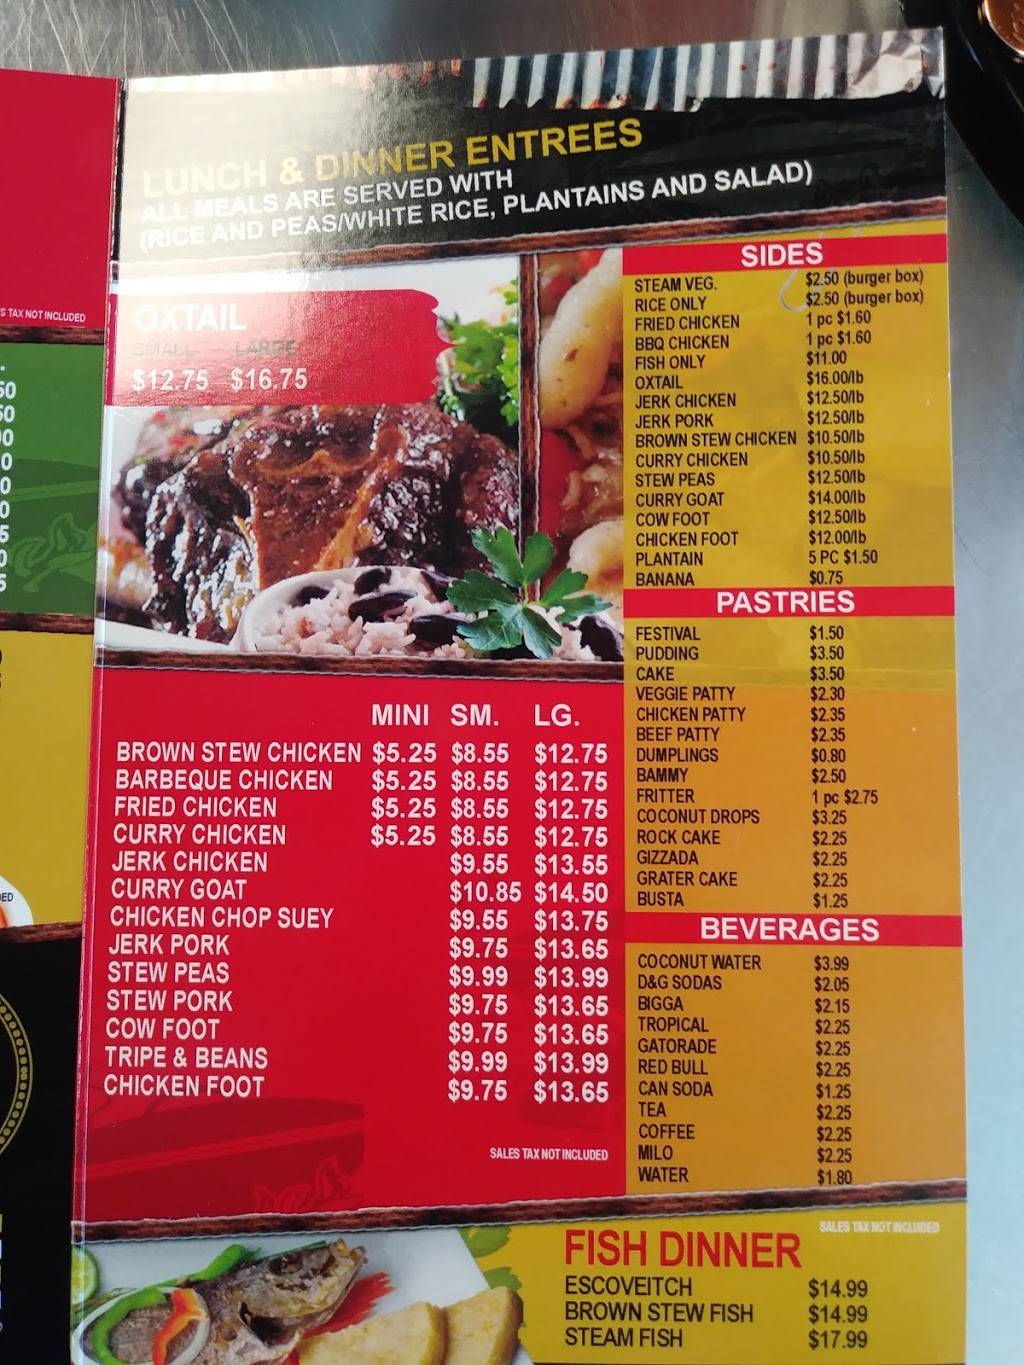 LUNCH & DINNER ENTREES
ALL MEALS ARE SERVED WITH
(RICE AND PEAS/WHITE RICE, PLANTAINS AND SALAD)
S TAX NOT INCLUDED
OXTAIL
SMALL LARGE
$12.75 $16.75
MINI SM. LG.
BROWN STEW CHICKEN $5.25 $8.55 $12.75
BARBEQUE CHICKEN $5.25 $8.55 $12.75
FRIED CHICKEN $5.25 $8.55 $12.75
CURRY CHICKEN $5.25 $8.55 $12.75
JERK CHICKEN $9.55 $13.55
CURRY GOAT $10.85 $14.50
CHICKEN CHOP SUEY $9.55 $13.75
JERK PORK $9.75 $13.65
STEW PEAS $9.99 $13.99
STEW PORK $9.75 $13.65
COW FOOT $9.75 $13.65
TRIPE & BEANS $9.99 $13.99
CHICKEN FOOT $9.75 $13.65
SALES TAX NOT INCLUDED
SIDES
STEAM VEG. $2.50 (burger box)
RICE ONLY $2.50 (burger box)
FRIED CHICKEN 1 pc $1.60
BBQ CHICKEN 1 pc $1.60
FISH ONLY $11.00
OXTAIL $16.00/lb
JERK CHICKEN $12.50/lb
JERK PORK $12.50/lb
BROWN STEW CHICKEN $10.50/lb
CURRY CHICKEN $10.50/lb
STEW PEAS $12.50/lb
CURRY GOAT $14.00/lb
COW FOOT $12.50/lb
CHICKEN FOOT $12.00/lb
PLANTAIN 5 PC $1.50
BANANA $0.75
PASTRIES
FESTIVAL $1.50
PUDDING $3.50
CAKE $3.50
VEGGIE PATTY $2.30
CHICKEN PATTY $2.35
BEEF PATTY $2.35
DUMPLINGS $0.80
BAMMY $2.50
FRITTER 1 pc $2.75
COCONUT DROPS $3.25
ROCK CAKE $2.25
GIZZADA $2.25
GRATER CAKE $2.25
BUSTA $1.25
BEVERAGES
COCONUT WATER $3.99
D&G SODAS $2.05
BIGGA $2.15
TROPICAL $2.25
GATORADE $2.25
RED BULL $2.25
CAN SODA $1.25
TEA $2.25
COFFEE $2.25
MILO $2.25
WATER $1.80
SALES TAX NOT INCLUDED
FISH DINNER
ESCOVEITCH $14.99
BROWN STEW FISH $14.99
STEAM FISH $17.99